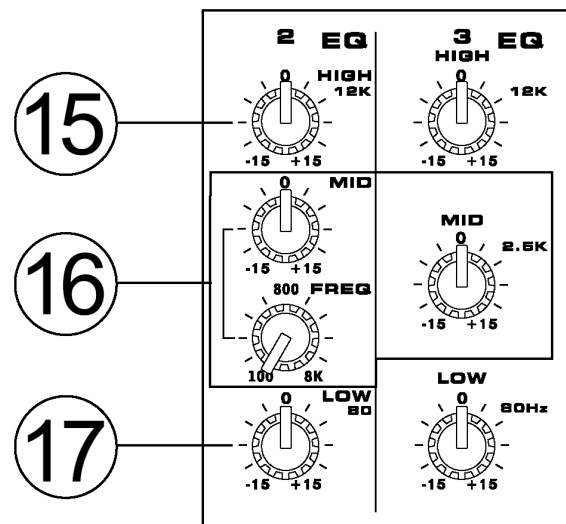 2 EQ
3 EQ
15
0 HIGH
12K
-15 +15
HIGH
0
12K
-15 +15
16
0 MID
-15 +15
800 FREQ
100 8K
MID
0
2.5K
-15 +15
17
0 LOW
80
-15 +15
LOW
0
80Hz
-15 +15